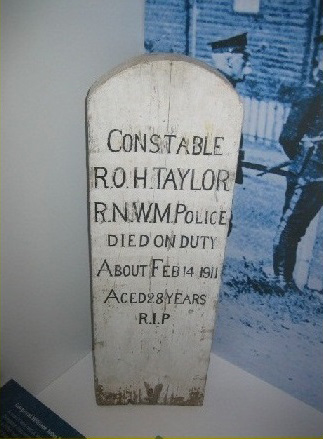 CONSTABLE
R.O.H. TAYLOR
R.N.W.M. POLICE
DIED ON DUTY
ABOUT FEB 14 1911
AGED 28 YEARS
R.I.P